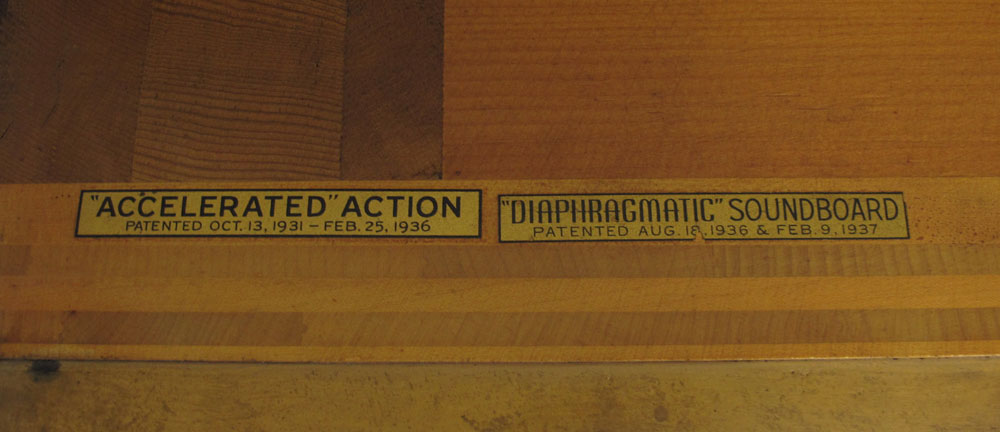 "ACCELERATED" ACTION
PATENTED OCT. 13, 1931 – FEB. 25, 1936
"DIAPHRAGMATIC" SOUNDBOARD
PATENTED AUG. 18, 1936 & FEB. 9, 1937